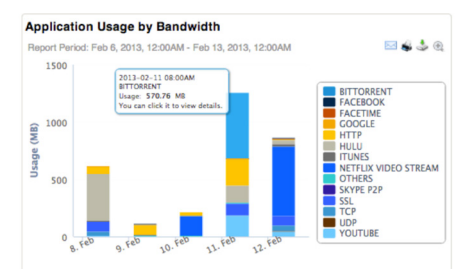 Application Usage by Bandwidth
Report Period: Feb 6, 2013, 12:00AM - Feb 13, 2013, 12:00AM
1500
1000
500
0
Usage (MB)
2013-02-11 08:00AM
BITTORRENT
Usage: 570.76 MB
You can click it to view details.
8. Feb
9. Feb
10. Feb
11. Feb
12. Feb
BITTORRENT
FACEBOOK
FACETIME
GOOGLE
HTTP
HULU
ITUNES
NETFLIX VIDEO STREAM
OTHERS
SKYPE P2P
SSL
TCP
UDP
YOUTUBE